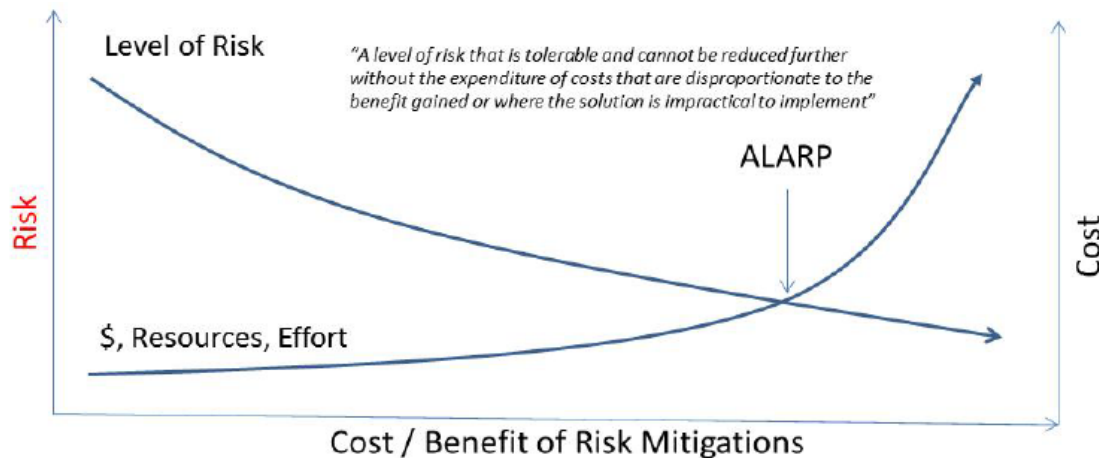 Level of Risk
"A level of risk that is tolerable and cannot be reduced further
without the expenditure of costs that are disproportionate to the
benefit gained or where the solution is impractical to implement"
ALARP
Risk
Cost
$, Resources, Effort
Cost / Benefit of Risk Mitigations